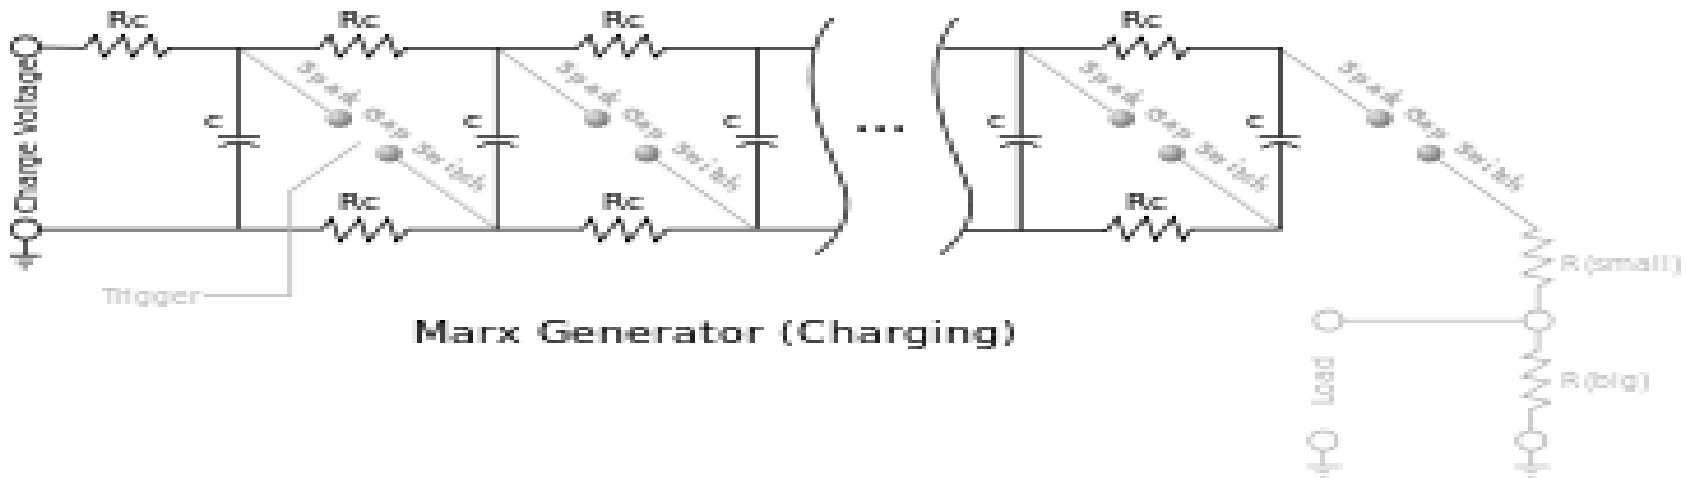 Rc Rc Rc Rc
Charge Voltage
Spark Gap Switch
Spark Gap Switch
Spark Gap Switch
Spark Gap Switch
C C C C C
...
Rc Rc Rc
Trigger
R(small)
Marx Generator (Charging)
Load
R(big)